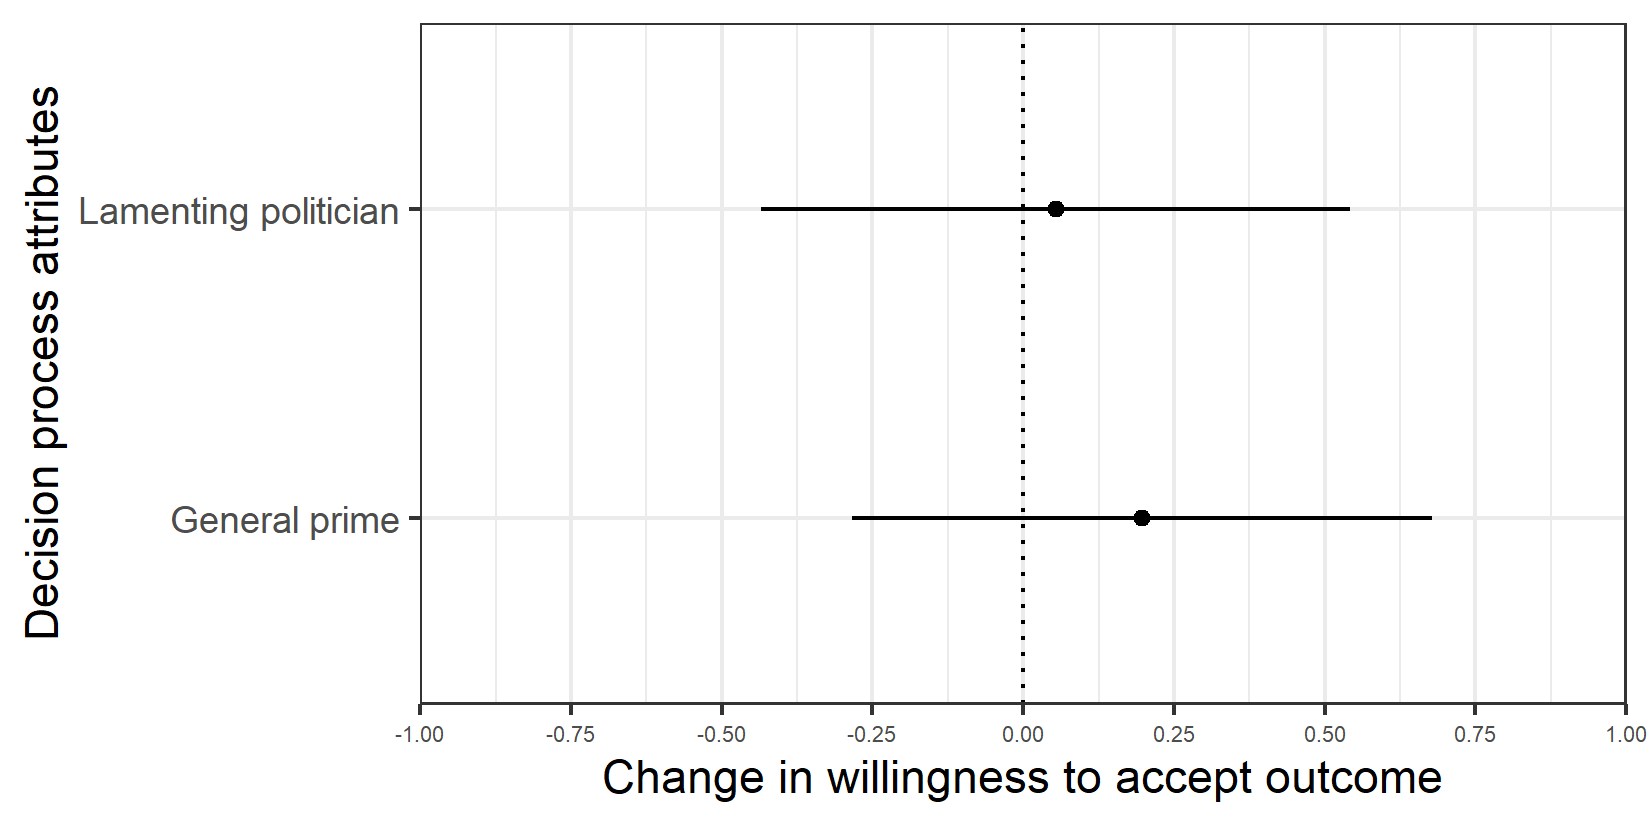 Decision process attributes
Lamenting politician
General prime
-1.00 -0.75 -0.50 -0.25 0.00 0.25 0.50 0.75 1.00
Change in willingness to accept outcome